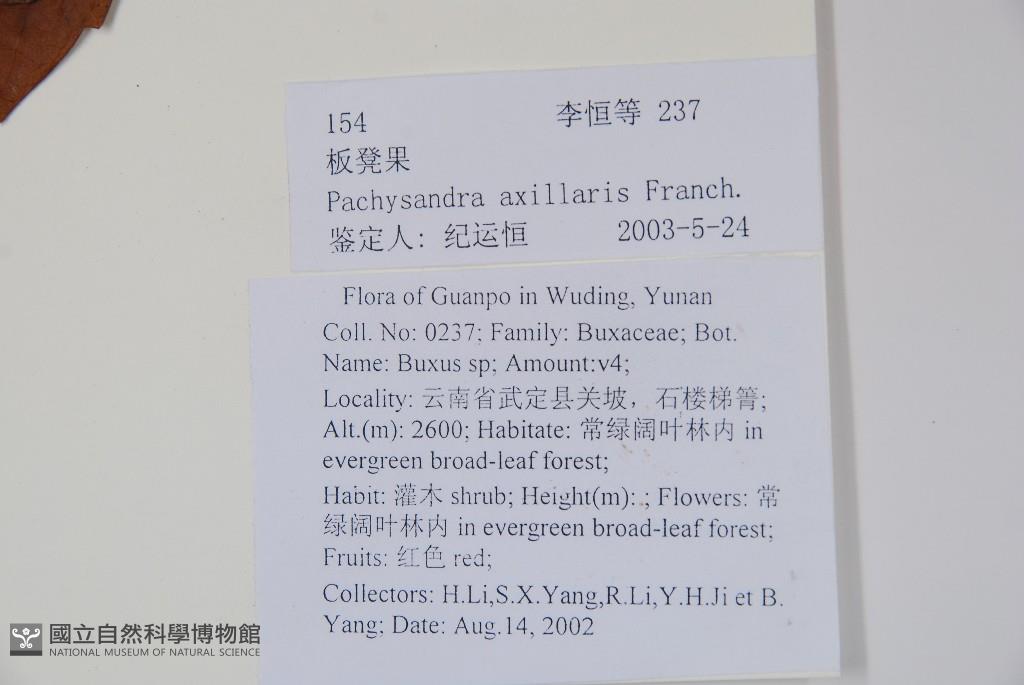 154 李恒等 237
板凳果
Pachysandra axillaris Franch.
鉴定人: 纪运恒 2003-5-24
Flora of Guanpo in Wuding, Yunan
Coll. No: 0237; Family: Buxaceae; Bot.
Name: Buxus sp; Amount:v4;
Locality: 云南省武定县关坡，石楼梯箐;
Alt.(m): 2600; Habitate: 常绿阔叶林内 in
evergreen broad-leaf forest;
Habit: 灌木 shrub; Height(m): ; Flowers: 常
绿阔叶林内 in evergreen broad-leaf forest;
Fruits: 红色 red;
Collectors: H.Li,S.X.Yang,R.Li,Y.H.Ji et B.
Yang; Date: Aug.14, 2002
國立自然科學博物館
NATIONAL MUSEUM OF NATURAL SCIENCE